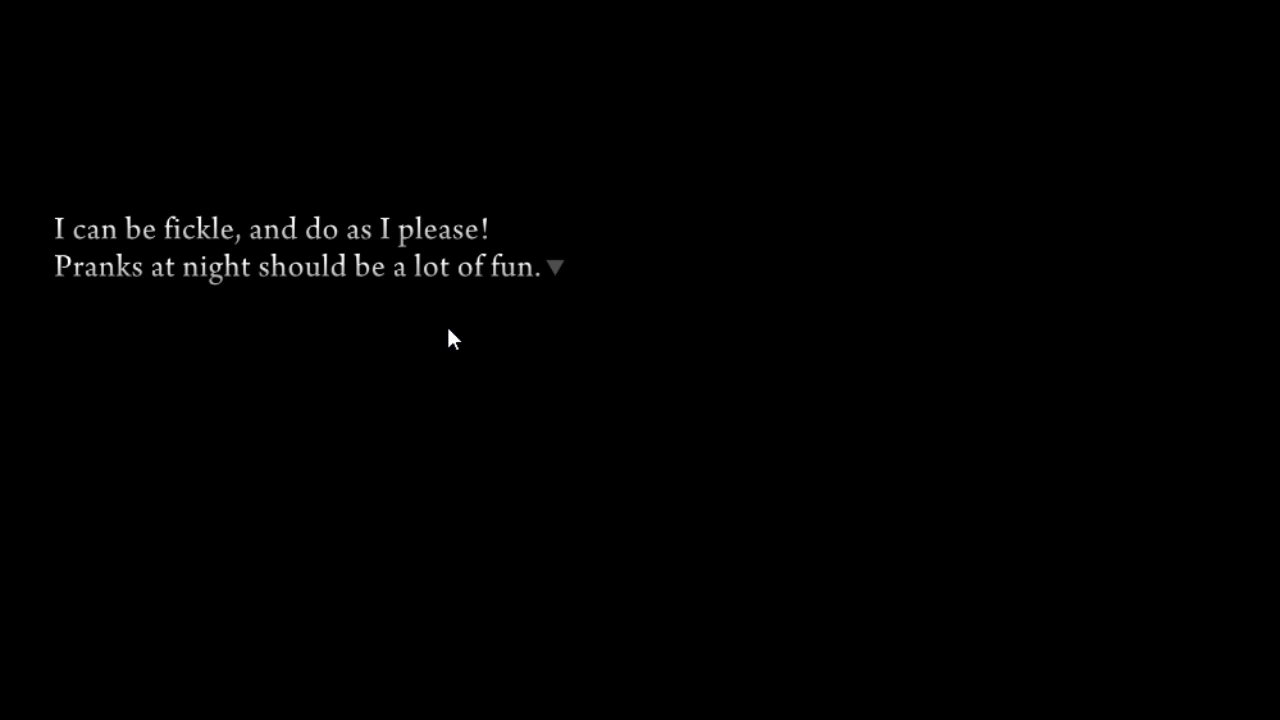 I can be fickle, and do as I please!
Pranks at night should be a lot of fun.